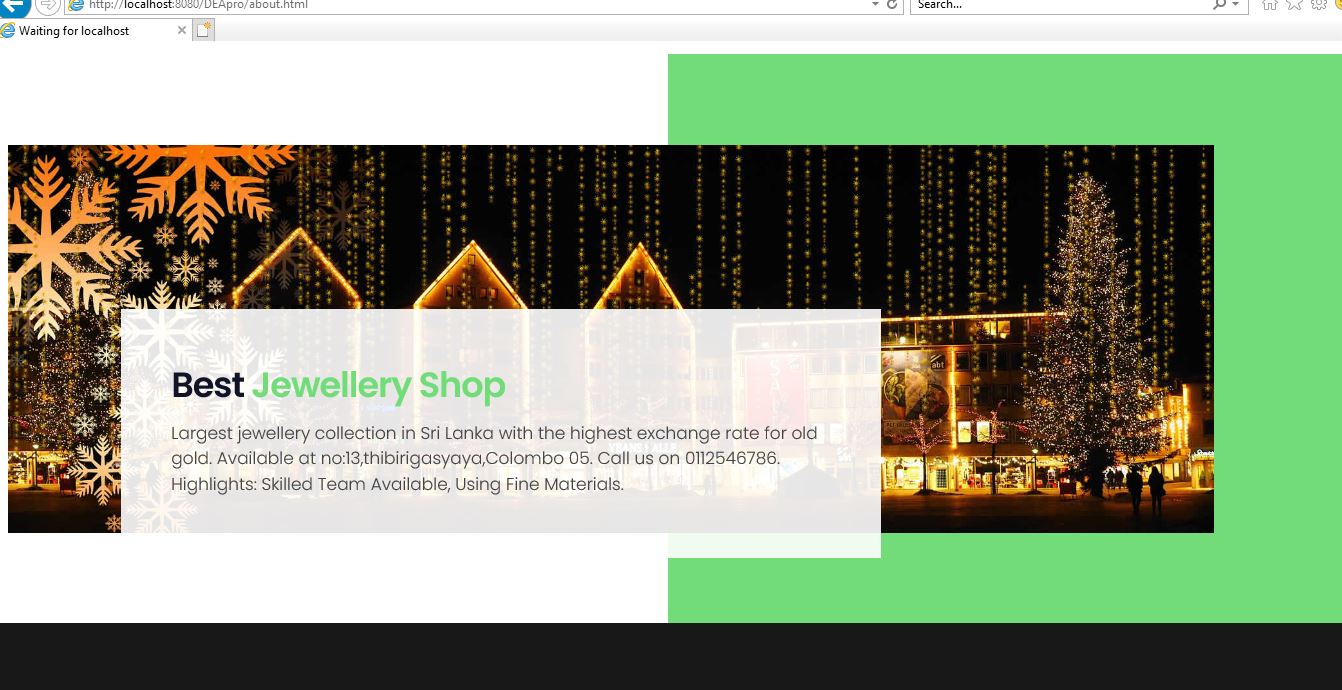 http://localhost:8080/DEApro/about.html
Search...
Waiting for localhost
Best Jewellery Shop
Largest jewellery collection in Sri Lanka with the highest exchange rate for old
gold. Available at no:13,thibirigasyaya,Colombo 05. Call us on 0112546786.
Highlights: Skilled Team Available, Using Fine Materials.
abt